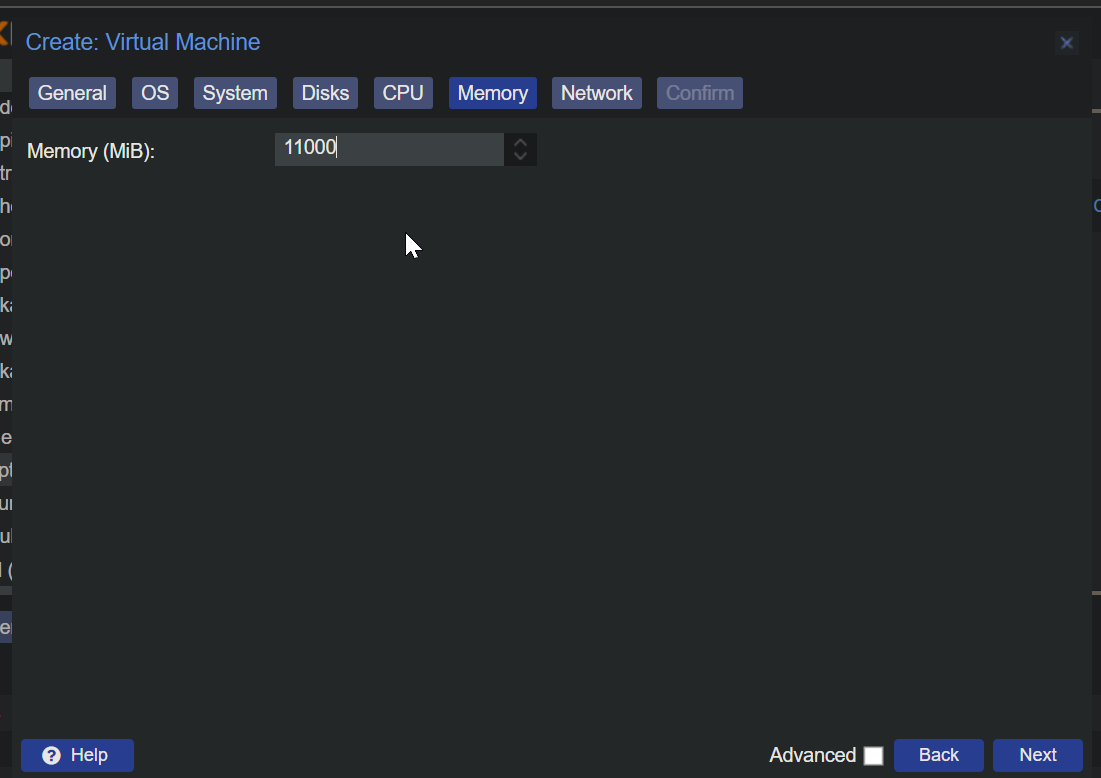 Create: Virtual Machine
General OS System Disks CPU Memory Network Confirm
Memory (MiB): 11000
Help Advanced Back Next